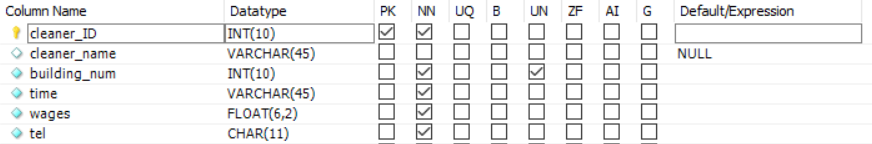 Column Name Datatype PK NN UQ B UN ZF AI G Default/Expression
cleaner_ID INT(10)
cleaner_name VARCHAR(45) NULL
building_num INT(10)
time VARCHAR(45)
wages FLOAT(6,2)
tel CHAR(11)